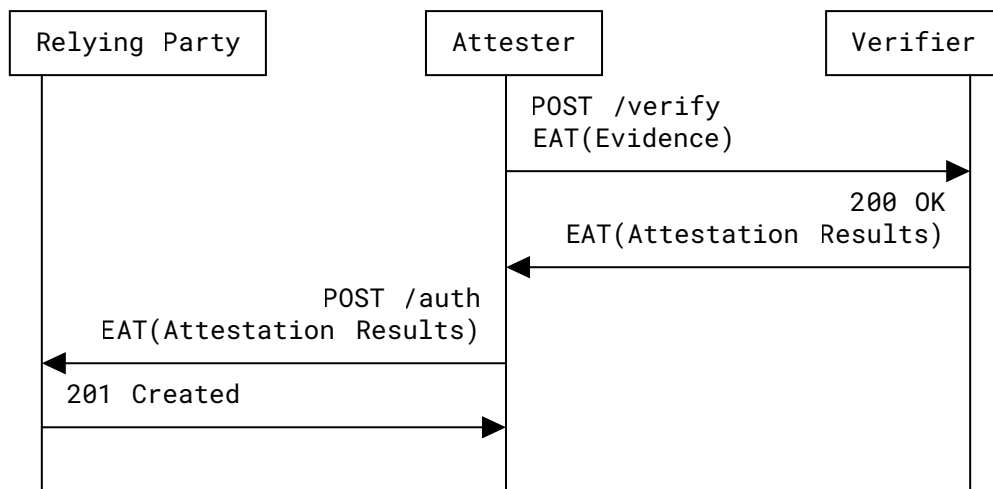 Relying Party
Attester
Verifier
POST /verify
EAT(Evidence)
200 OK
EAT(Attestation Results)
POST /auth
EAT(Attestation Results)
201 Created